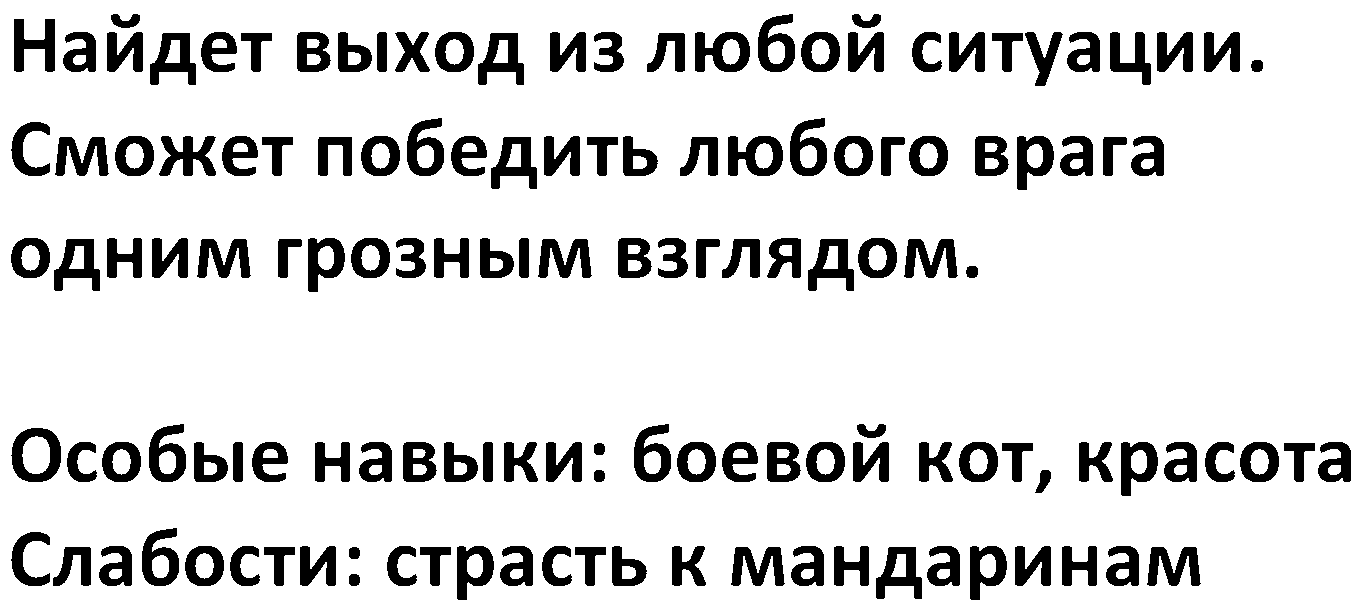 Найдет выход из любой ситуации.
Сможет победить любого врага
одним грозным взглядом.
Особые навыки: боевой кот, красота
Слабости: страсть к мандаринам